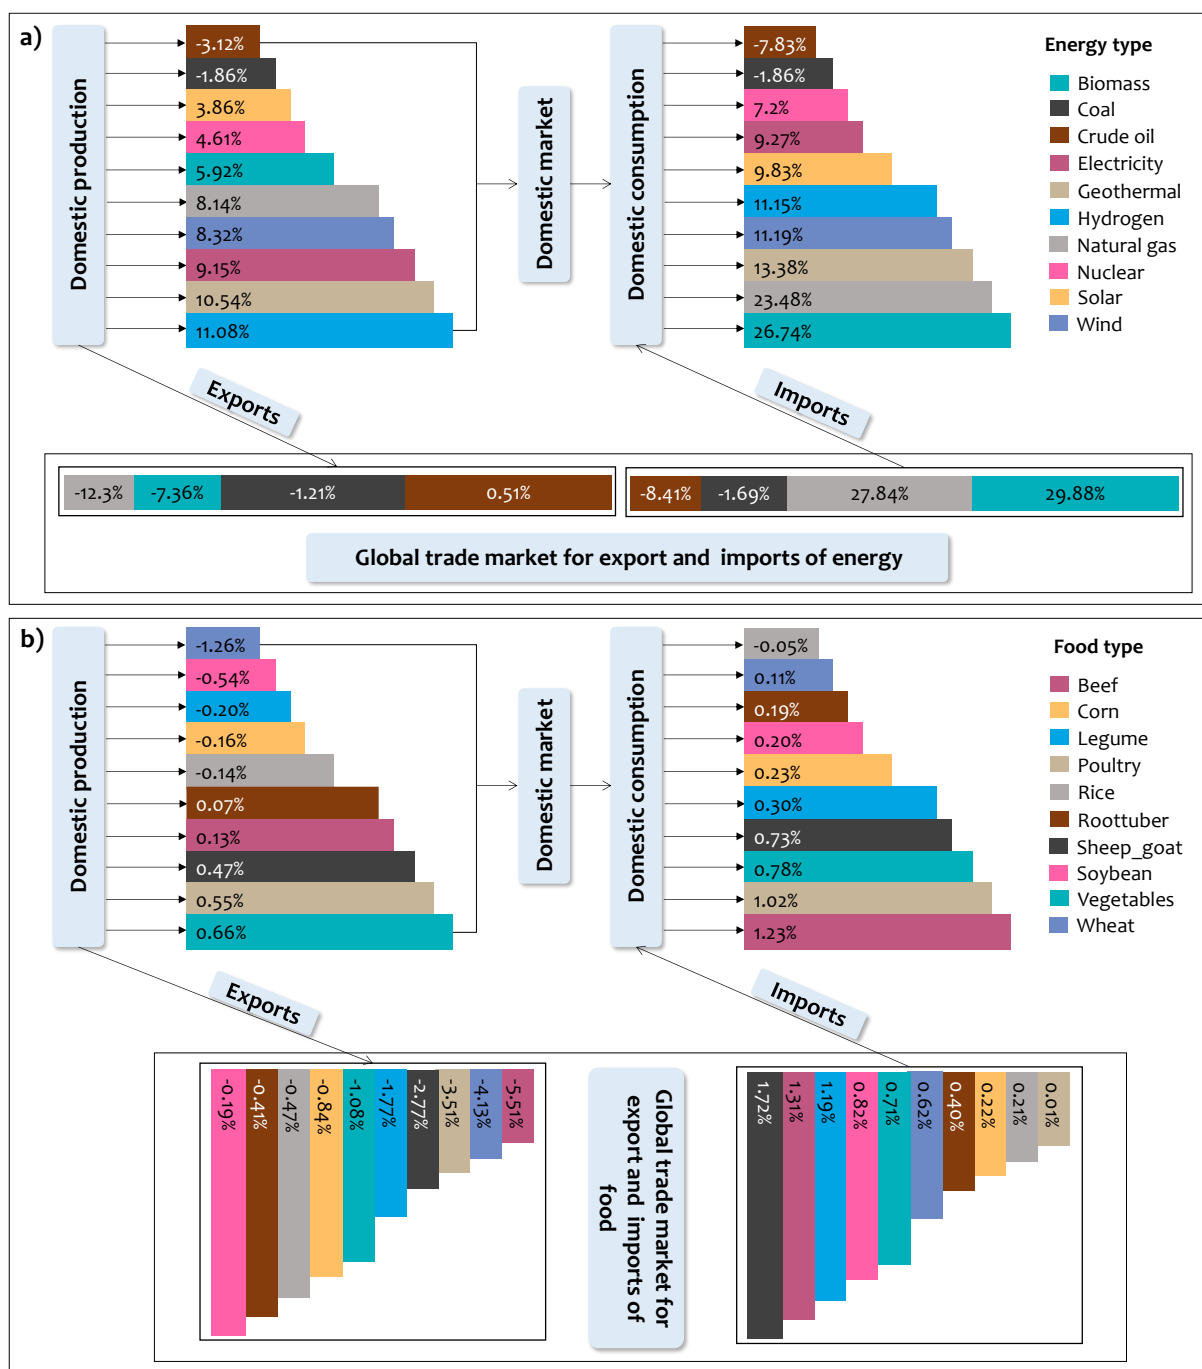 a)
Domestic production
-3.12%
-1.86%
3.86%
4.61%
5.92%
8.14%
8.32%
9.15%
10.54%
11.08%
Domestic market
Domestic consumption
-7.83%
-1.86%
7.2%
9.27%
9.83%
11.15%
11.19%
13.38%
23.48%
26.74%
Energy type
Biomass
Coal
Crude oil
Electricity
Geothermal
Hydrogen
Natural gas
Nuclear
Solar
Wind
Exports
Imports
-12.3% -7.36% -1.21% 0.51%
-8.41% -1.69% 27.84% 29.88%
Global trade market for export and imports of energy
b)
Domestic production
-1.26%
-0.54%
-0.20%
-0.16%
-0.14%
0.07%
0.13%
0.47%
0.55%
0.66%
Domestic market
Domestic consumption
-0.05%
0.11%
0.19%
0.20%
0.23%
0.30%
0.73%
0.78%
1.02%
1.23%
Food type
Beef
Corn
Legume
Poultry
Rice
Roottuber
Sheep_goat
Soybean
Vegetables
Wheat
Exports
Imports
-0.19%
-0.41%
-0.47%
-0.84%
-1.08%
-1.77%
-2.77%
-3.51%
-4.13%
-5.51%
Global trade market for
export and imports of
food
1.72%
1.31%
1.19%
0.82%
0.71%
0.62%
0.40%
0.22%
0.21%
0.01%